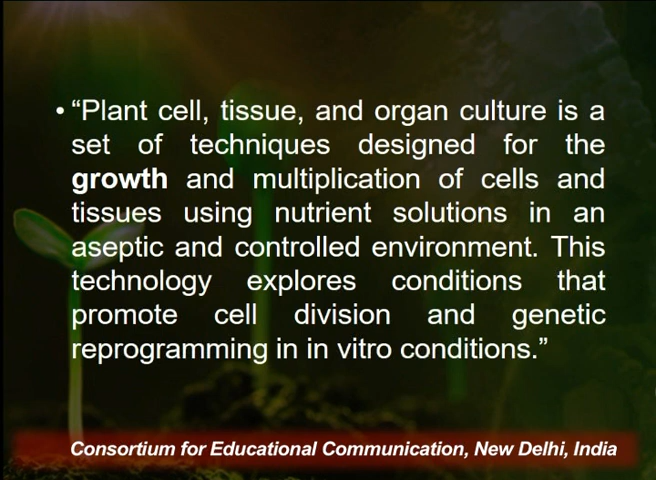 • “Plant cell, tissue, and organ culture is a
set of techniques designed for the
growth and multiplication of cells and
tissues using nutrient solutions in an
aseptic and controlled environment. This
technology explores conditions that
promote cell division and genetic
reprogramming in in vitro conditions.”
Consortium for Educational Communication, New Delhi, India